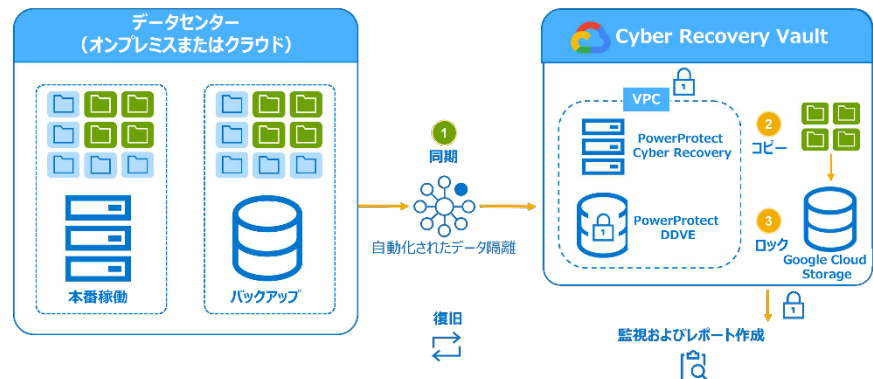 データセンター
（オンプレミスまたはクラウド）
本番稼働
バックアップ
1
同期
自動化されたデータ隔離
復旧
Cyber Recovery Vault
VPC
PowerProtect
Cyber Recovery
PowerProtect
DDVE
2
コピー
3
ロック
Google Cloud
Storage
監視およびレポート作成